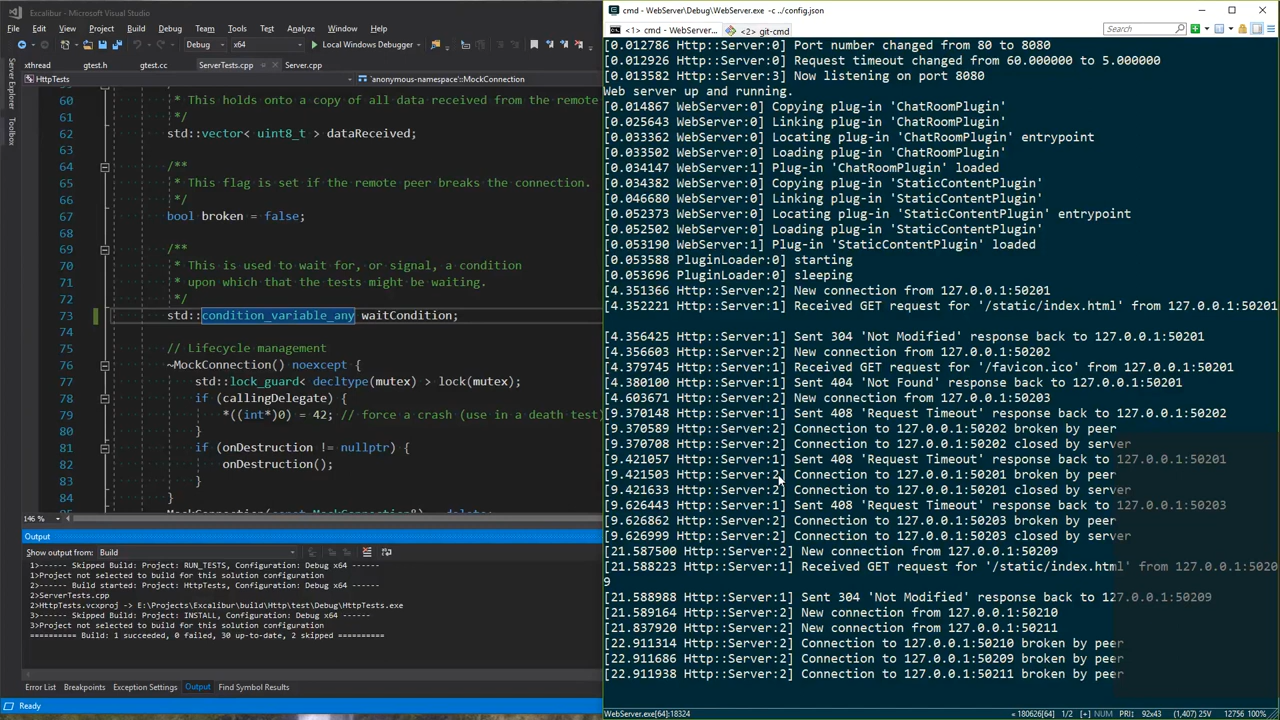 Excalibur - Microsoft Visual Studio
File Edit View Project Build Debug Team Tools Test Analyze Window
Debug x64 Local Windows Debugger
Server Explorer
Toolbox
xthread gtest.h gtest.cc ServerTests.cpp Server.cpp
HttpTests `anonymous-namespace'::MockConnection
60 * This holds onto a copy of all data received from the remote
61 */
62 std::vector< uint8_t > dataReceived;
63
64 /**
65 * This flag is set if the remote peer breaks the connection.
66 */
67 bool broken = false;
68
69 /**
70 * This is used to wait for, or signal, a condition
71 * upon which that the tests might be waiting.
72 */
73 std::condition_variable_any waitCondition;
74
75 // Lifecycle management
76 ~MockConnection() noexcept {
77 std::lock_guard< decltype(mutex) > lock(mutex);
78 if (callingDelegate) {
79 *((int*)0) = 42; // force a crash (use in a death test)
80 }
81 if (onDestruction != nullptr) {
82 onDestruction();
83 }
84 }
146 %
Output
Show output from: Build
1>------ Skipped Build: Project: RUN_TESTS, Configuration: Debug x64 ------
1>Project not selected to build for this solution configuration
2>------ Build started: Project: HttpTests, Configuration: Debug x64 ------
2>ServerTests.cpp
2>HttpTests.vcxproj -> E:\Projects\Excalibur\build\Http\test\Debug\HttpTests.exe
3>------ Skipped Build: Project: INSTALL, Configuration: Debug x64 ------
3>Project not selected to build for this solution configuration
========== Build: 1 succeeded, 0 failed, 30 up-to-date, 2 skipped ==========
Error List Breakpoints Exception Settings Output Find Symbol Results
Ready
cmd - WebServer\Debug\WebServer.exe -c ../config.json
<1> cmd - WebServer... <2> git-cmd Search
[0.012786 Http::Server:0] Port number changed from 80 to 8080
[0.012926 Http::Server:0] Request timeout changed from 60.000000 to 5.000000
[0.013582 Http::Server:3] Now listening on port 8080
Web server up and running.
[0.014867 WebServer:0] Copying plug-in 'ChatRoomPlugin'
[0.025643 WebServer:0] Linking plug-in 'ChatRoomPlugin'
[0.033362 WebServer:0] Locating plug-in 'ChatRoomPlugin' entrypoint
[0.033502 WebServer:0] Loading plug-in 'ChatRoomPlugin'
[0.034147 WebServer:1] Plug-in 'ChatRoomPlugin' loaded
[0.034382 WebServer:0] Copying plug-in 'StaticContentPlugin'
[0.046680 WebServer:0] Linking plug-in 'StaticContentPlugin'
[0.052373 WebServer:0] Locating plug-in 'StaticContentPlugin' entrypoint
[0.052502 WebServer:0] Loading plug-in 'StaticContentPlugin'
[0.053190 WebServer:1] Plug-in 'StaticContentPlugin' loaded
[0.053588 PluginLoader:0] starting
[0.053696 PluginLoader:0] sleeping
[4.351366 Http::Server:2] New connection from 127.0.0.1:50201
[4.352221 Http::Server:1] Received GET request for '/static/index.html' from 127.0.0.1:50201
[4.356425 Http::Server:1] Sent 304 'Not Modified' response back to 127.0.0.1:50201
[4.356603 Http::Server:2] New connection from 127.0.0.1:50202
[4.379745 Http::Server:1] Received GET request for '/favicon.ico' from 127.0.0.1:50201
[4.380100 Http::Server:1] Sent 404 'Not Found' response back to 127.0.0.1:50201
[4.603671 Http::Server:2] New connection from 127.0.0.1:50203
[9.370148 Http::Server:1] Sent 408 'Request Timeout' response back to 127.0.0.1:50202
[9.370589 Http::Server:2] Connection to 127.0.0.1:50202 broken by peer
[9.370708 Http::Server:2] Connection to 127.0.0.1:50202 closed by server
[9.421057 Http::Server:1] Sent 408 'Request Timeout' response back to 127.0.0.1:50201
[9.421503 Http::Server:2] Connection to 127.0.0.1:50201 broken by peer
[9.421633 Http::Server:2] Connection to 127.0.0.1:50201 closed by server
[9.626443 Http::Server:1] Sent 408 'Request Timeout' response back to 127.0.0.1:50203
[9.626862 Http::Server:2] Connection to 127.0.0.1:50203 broken by peer
[9.626999 Http::Server:2] Connection to 127.0.0.1:50203 closed by server
[21.587500 Http::Server:2] New connection from 127.0.0.1:50209
[21.588223 Http::Server:1] Received GET request for '/static/index.html' from 127.0.0.1:5020
9
[21.588988 Http::Server:1] Sent 304 'Not Modified' response back to 127.0.0.1:50209
[21.589164 Http::Server:2] New connection from 127.0.0.1:50210
[21.837920 Http::Server:2] New connection from 127.0.0.1:50211
[22.911314 Http::Server:2] Connection to 127.0.0.1:50210 broken by peer
[22.911686 Http::Server:2] Connection to 127.0.0.1:50209 broken by peer
[22.911938 Http::Server:2] Connection to 127.0.0.1:50211 broken by peer
WebServer.exe[64]:18324 « 180626[64] 1/2 [+] NUM PRI: 92x43 (1,407) 25V 12756 100%